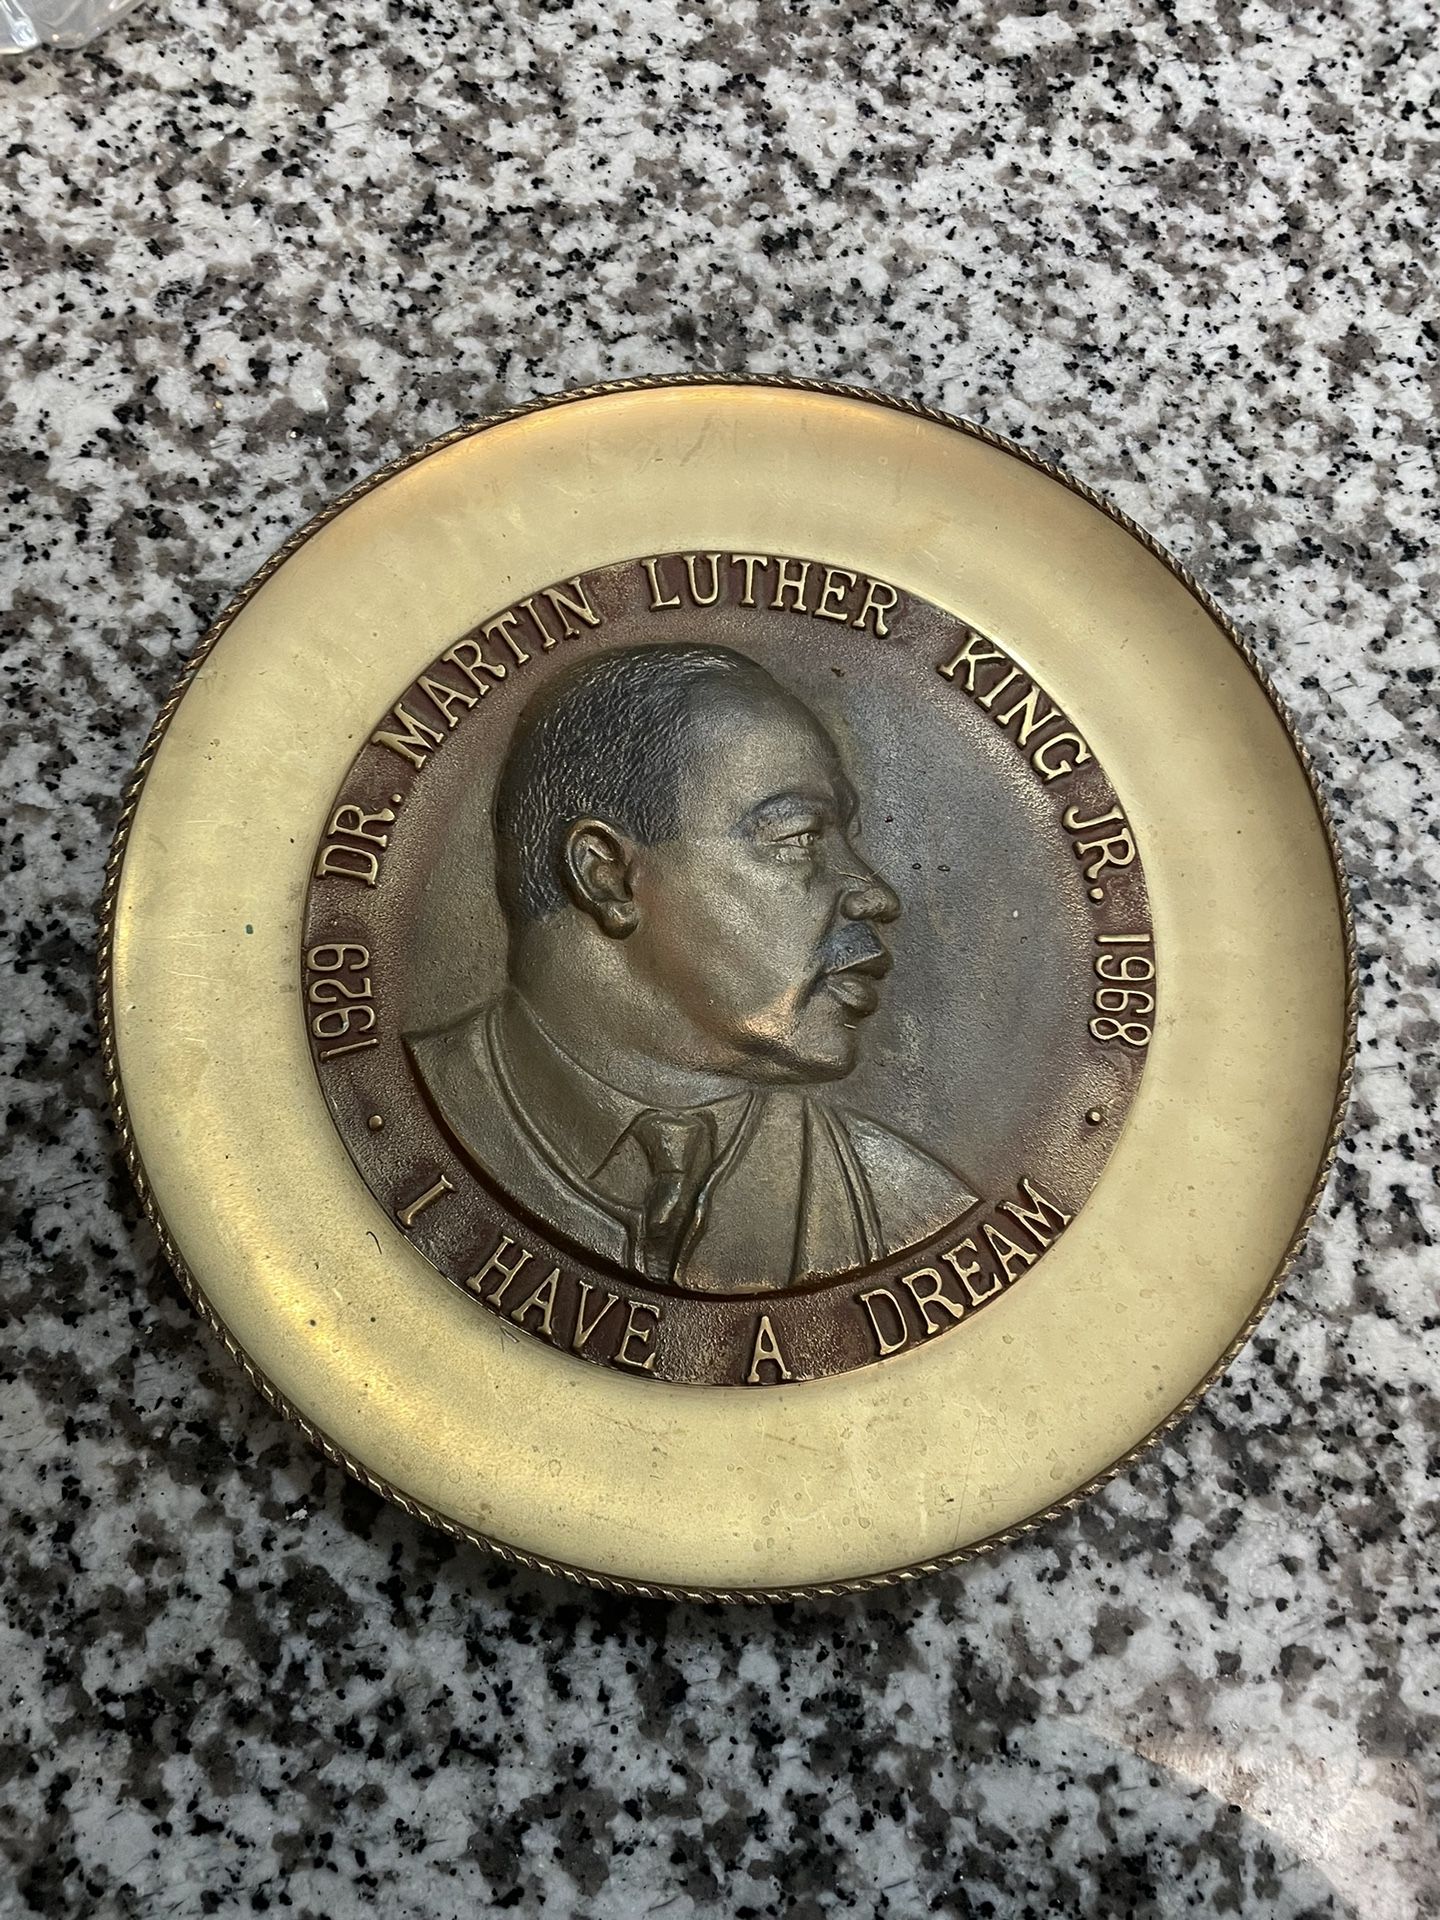 1929 DR. MARTIN LUTHER KING JR. 1968
· I HAVE A DREAM ·